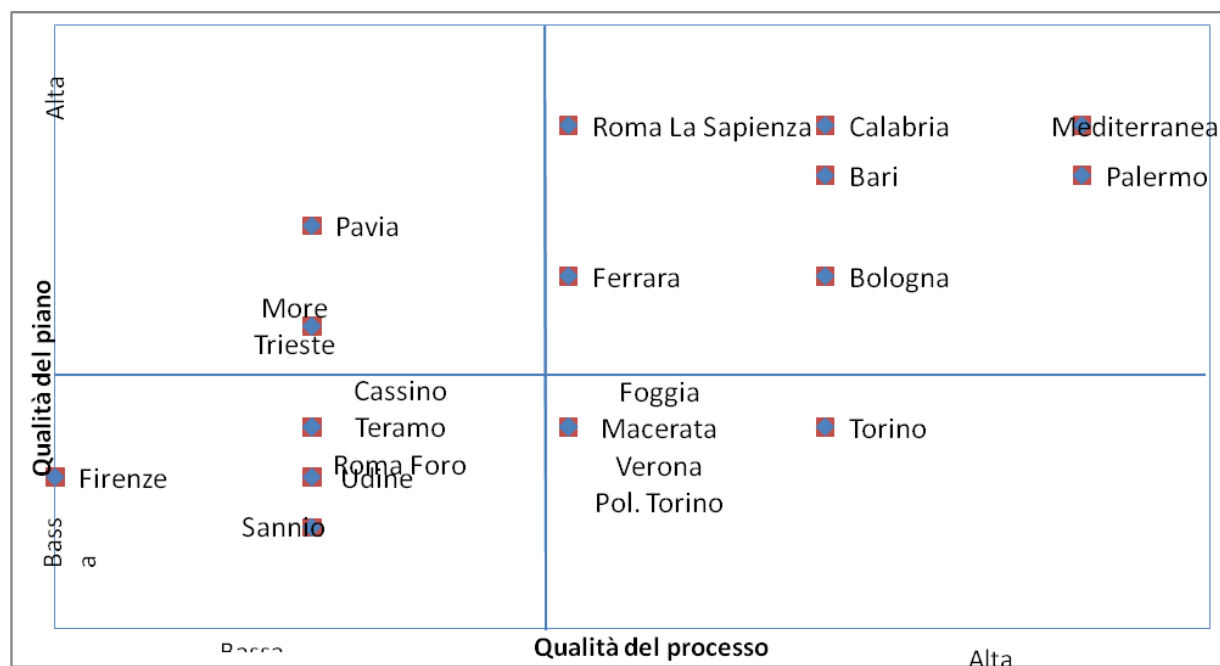 Alta
Roma La Sapienza
Calabria
Mediterranea
Bari
Palermo
Pavia
Ferrara
Bologna
More
Trieste
Qualità del piano
Cassino
Teramo
Roma Foro
Foggia
Macerata
Verona
Pol. Torino
Torino
Firenze
Udine
Sannio
Bass
a
Bassa
Qualità del processo
Alta